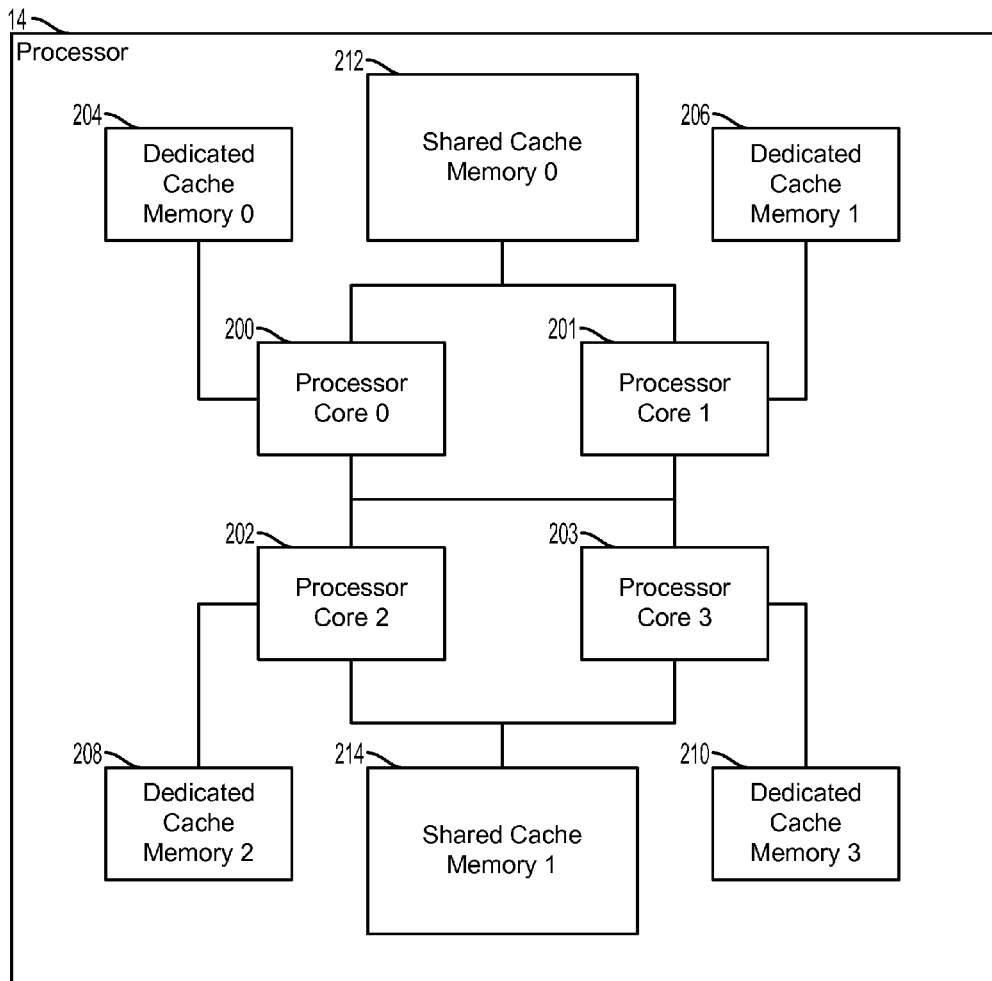 14
Processor
212
204
206
Shared Cache
Memory 0
Dedicated
Cache
Memory 0
Dedicated
Cache
Memory 1
200
201
Processor
Core 0
Processor
Core 1
202
203
Processor
Core 2
Processor
Core 3
208
214
210
Dedicated
Cache
Memory 2
Shared Cache
Memory 1
Dedicated
Cache
Memory 3